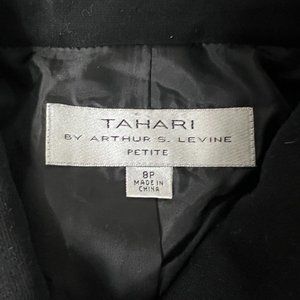 TAHARI
BY ARTHUR S. LEVINE
PETITE
8P
MADE IN
CHINA